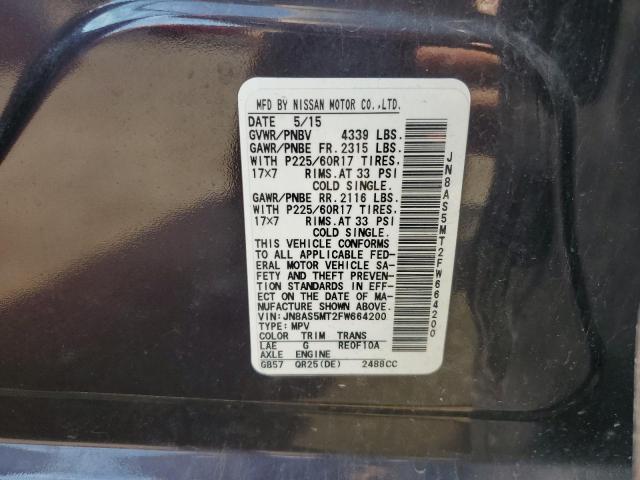 MFD BY NISSAN MOTOR CO.,LTD.
DATE 5/15
GVWR/PNBV 4339 LBS.
GAWR/PNBE FR. 2315 LBS.
WITH P225/60R17 TIRES.
17×7 RIMS.AT 33 PSI
COLD SINGLE.
GAWR/PNBE RR. 2116 LBS.
WITH P225/60R17 TIRES.
17×7 RIMS.AT 33 PSI
COLD SINGLE.
THIS VEHICLE CONFORMS
TO ALL APPLICABLE FED-
ERAL MOTOR VEHICLE SA-
FETY AND THEFT PREVEN-
TION STANDARDS IN EFF-
ECT ON THE DATE OF MA-
NUFACTURE SHOWN ABOVE.
VIN: JN8AS5MT2FW664200
TYPE: MPV
COLOR TRIM TRANS
LAE G RE0F10A
AXLE ENGINE
GB57 QR25(DE) 2488CC
JN8AS5MT2FW664200